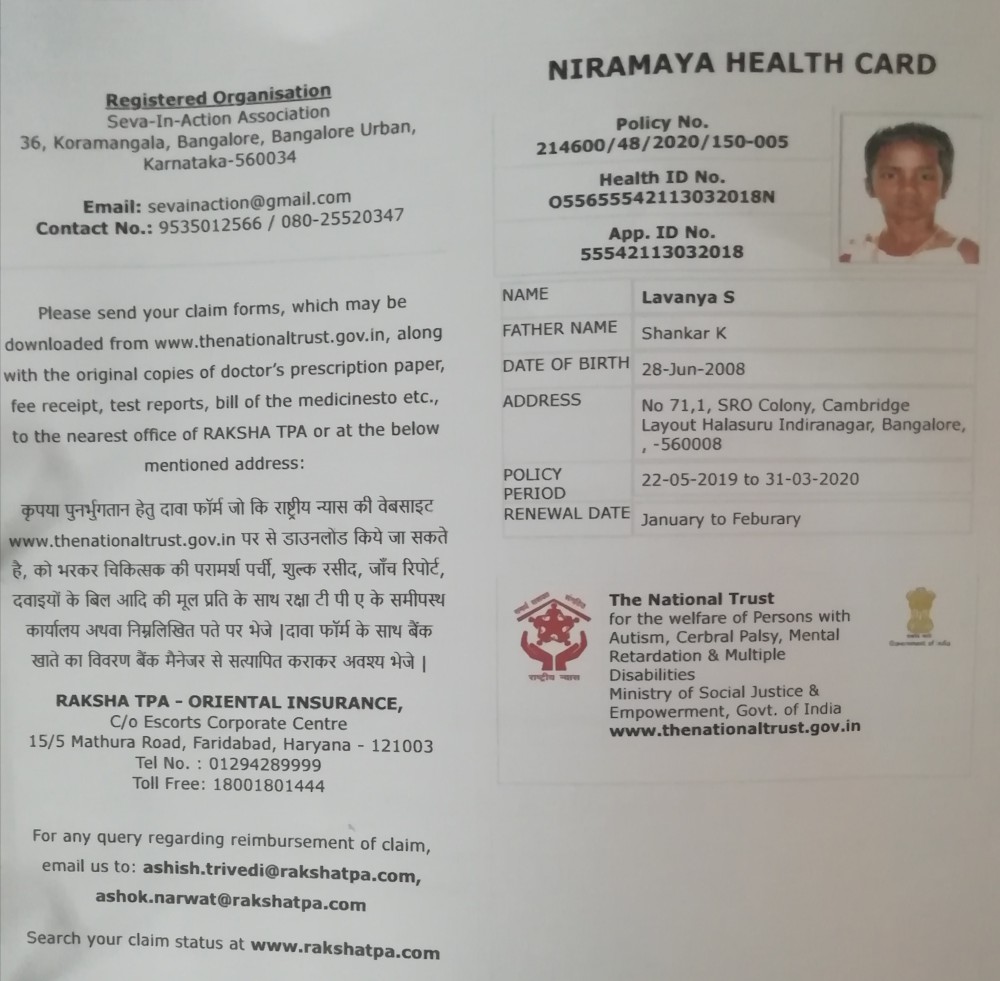 Registered Organisation
Seva-In-Action Association
36, Koramangala, Bangalore, Bangalore Urban,
Karnataka-560034
Email: sevainaction@gmail.com
Contact No.: 9535012566 / 080-25520347
Please send your claim forms, which may be
downloaded from www.thenationaltrust.gov.in, along
with the original copies of doctor's prescription paper,
fee receipt, test reports, bill of the medicinesto etc.,
to the nearest office of RAKSHA TPA or at the below
mentioned address:
कृपया पुनर्भुगतान हेतु दावा फॉर्म जो कि राष्ट्रीय न्यास की वेबसाइट
www.thenationaltrust.gov.in पर से डाउनलोड किये जा सकते
है, को भरकर चिकित्सक की परामर्श पर्ची, शुल्क रसीद, जाँच रिपोर्ट,
दवाइयों के बिल आदि की मूल प्रति के साथ रक्षा टी पी ए के समीपस्थ
कार्यालय अथवा निम्नलिखित पते पर भेजे |दावा फॉर्म के साथ बैंक
खाते का विवरण बैंक मैनेजर से सत्यापित कराकर अवश्य भेजे |
RAKSHA TPA - ORIENTAL INSURANCE,
C/o Escorts Corporate Centre
15/5 Mathura Road, Faridabad, Haryana - 121003
Tel No. : 01294289999
Toll Free: 18001801444
For any query regarding reimbursement of claim,
email us to: ashish.trivedi@rakshatpa.com,
ashok.narwat@rakshatpa.com
Search your claim status at www.rakshatpa.com
NIRAMAYA HEALTH CARD
Policy No.
214600/48/2020/150-005
Health ID No.
O55655542113032018N
App. ID No.
55542113032018
NAME Lavanya S
FATHER NAME Shankar K
DATE OF BIRTH 28-Jun-2008
ADDRESS No 71,1, SRO Colony, Cambridge
Layout Halasuru Indiranagar, Bangalore,
, -560008
POLICY PERIOD 22-05-2019 to 31-03-2020
RENEWAL DATE January to Feburary
राष्ट्रीय न्यास
The National Trust
for the welfare of Persons with
Autism, Cerbral Palsy, Mental
Retardation & Multiple
Disabilities
Ministry of Social Justice &
Empowerment, Govt. of India
www.thenationaltrust.gov.in
Government of India